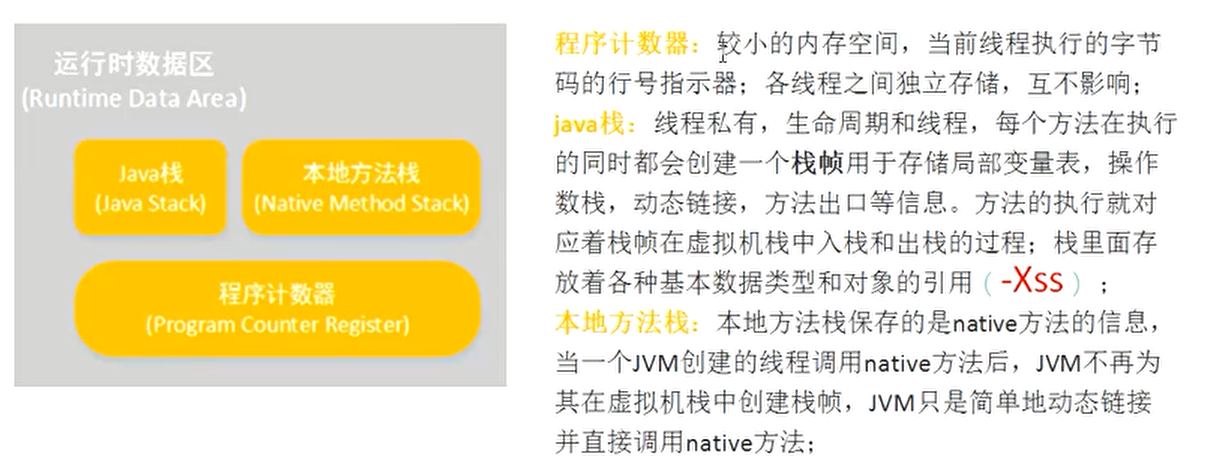 运行时数据区
(Runtime Data Area)
Java栈
(Java Stack)
本地方法栈
(Native Method Stack)
程序计数器
(Program Counter Register)
程序计数器：较小的内存空间，当前线程执行的字节
码的行号指示器；各线程之间独立存储，互不影响；
java栈：线程私有，生命周期和线程，每个方法在执行
的同时都会创建一个栈帧用于存储局部变量表，操作
数栈，动态链接，方法出口等信息。方法的执行就对
应着栈帧在虚拟机栈中入栈和出栈的过程；栈里面存
放着各种基本数据类型和对象的引用（-Xss）；
本地方法栈：本地方法栈保存的是native方法的信息，
当一个JVM创建的线程调用native方法后，JVM不再为
其在虚拟机栈中创建栈帧，JVM只是简单地动态链接
并直接调用native方法；